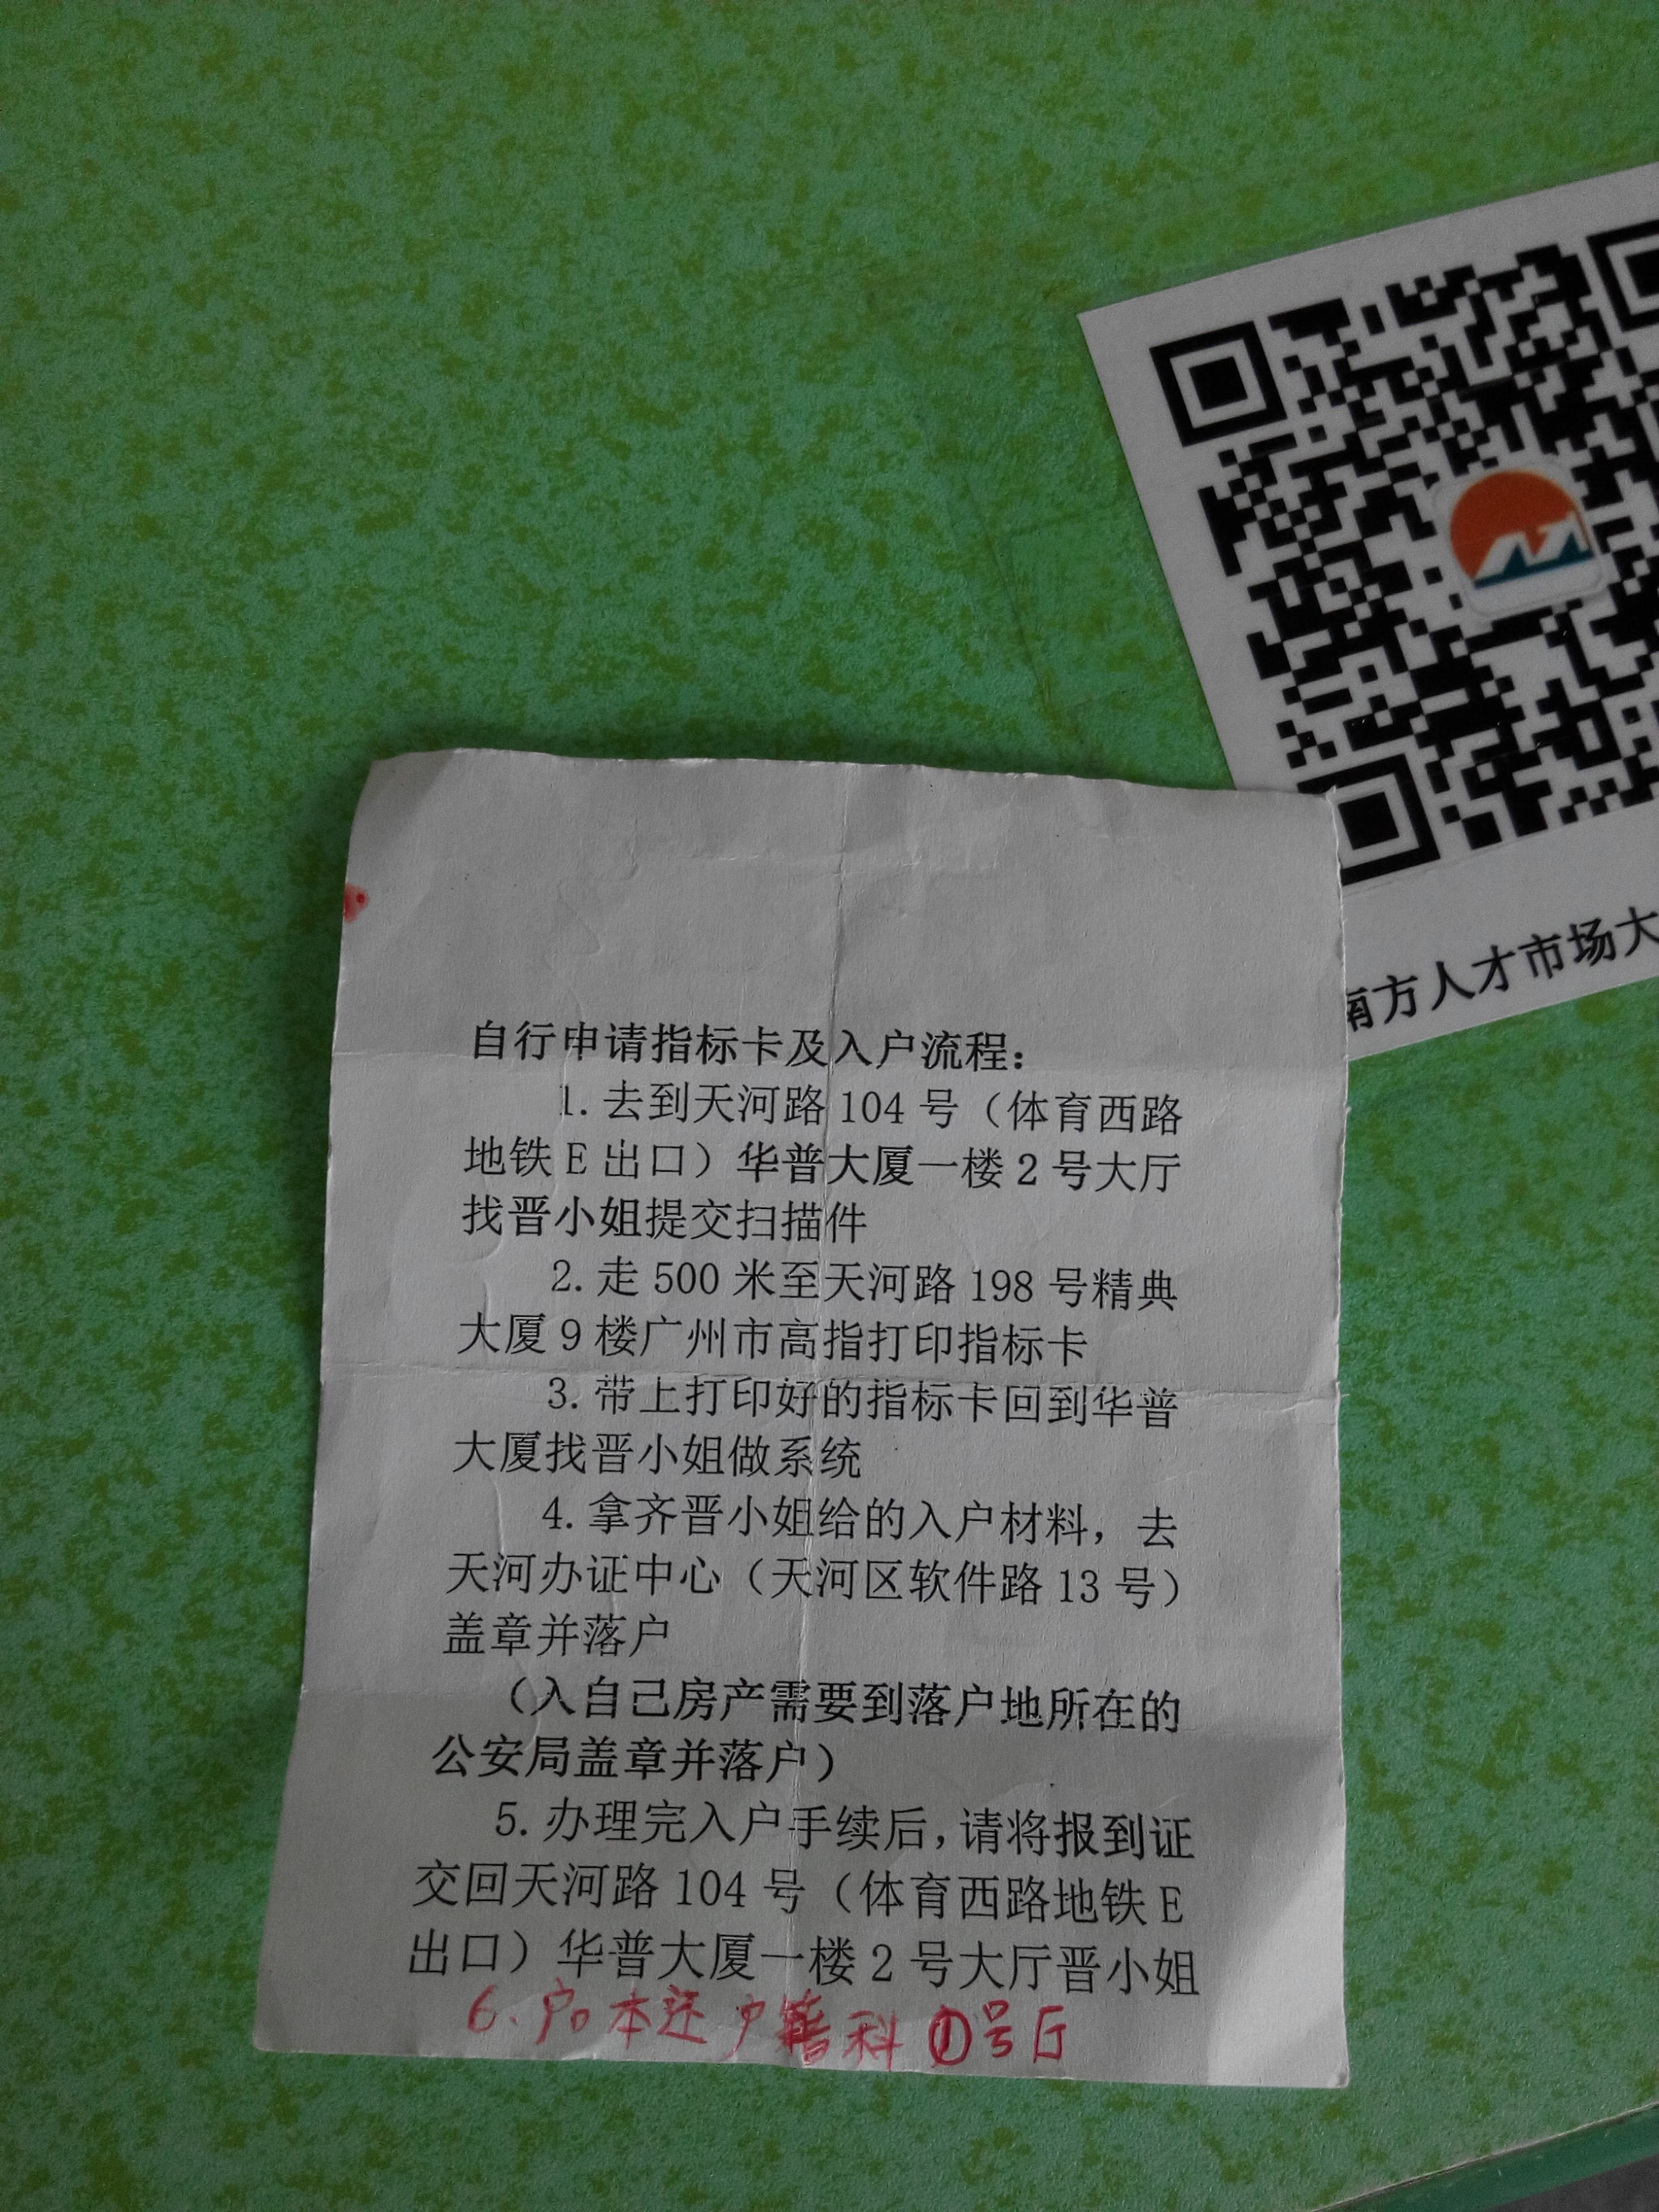 南方人才市场大
自行申请指标卡及入户流程：
1. 去到天河路 104 号（体育西路
地铁 E 出口）华普大厦一楼 2 号大厅
找晋小姐提交扫描件
2. 走 500 米至天河路 198 号精典
大厦 9 楼广州市高指打印指标卡
3. 带上打印好的指标卡回到华普
大厦找晋小姐做系统
4. 拿齐晋小姐给的入户材料，去
天河办证中心（天河区软件路 13 号）
盖章并落户
（入自己房产需要到落户地所在的
公安局盖章并落户）
5. 办理完入户手续后，请将报到证
交回天河路 104 号（体育西路地铁 E
出口）华普大厦一楼 2 号大厅晋小姐
6. 户口本还户籍科①号厅